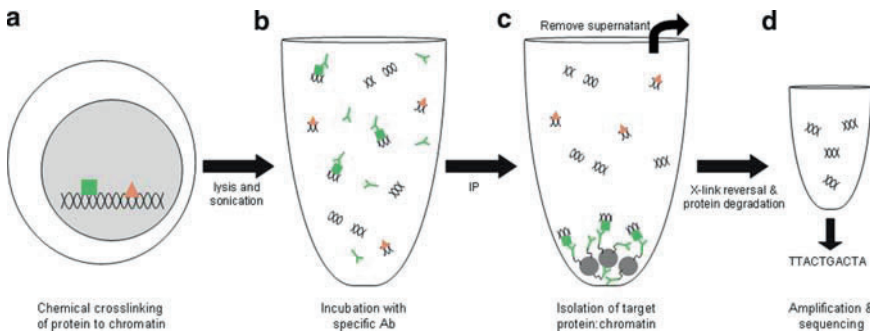 a
b
c
d
Remove supernatant
lysis and
sonication
IP
X-link reversal &
protein degradation
TTACTGACTA
Chemical crosslinking
of protein to chromatin
Incubation with
specific Ab
Isolation of target
protein:chromatin
Amplification &
sequencing